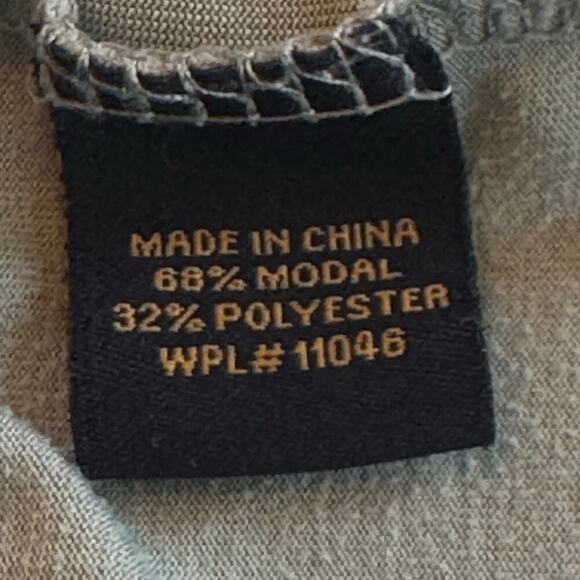 MADE IN CHINA
68% MODAL
32% POLYESTER
WPL# 11046